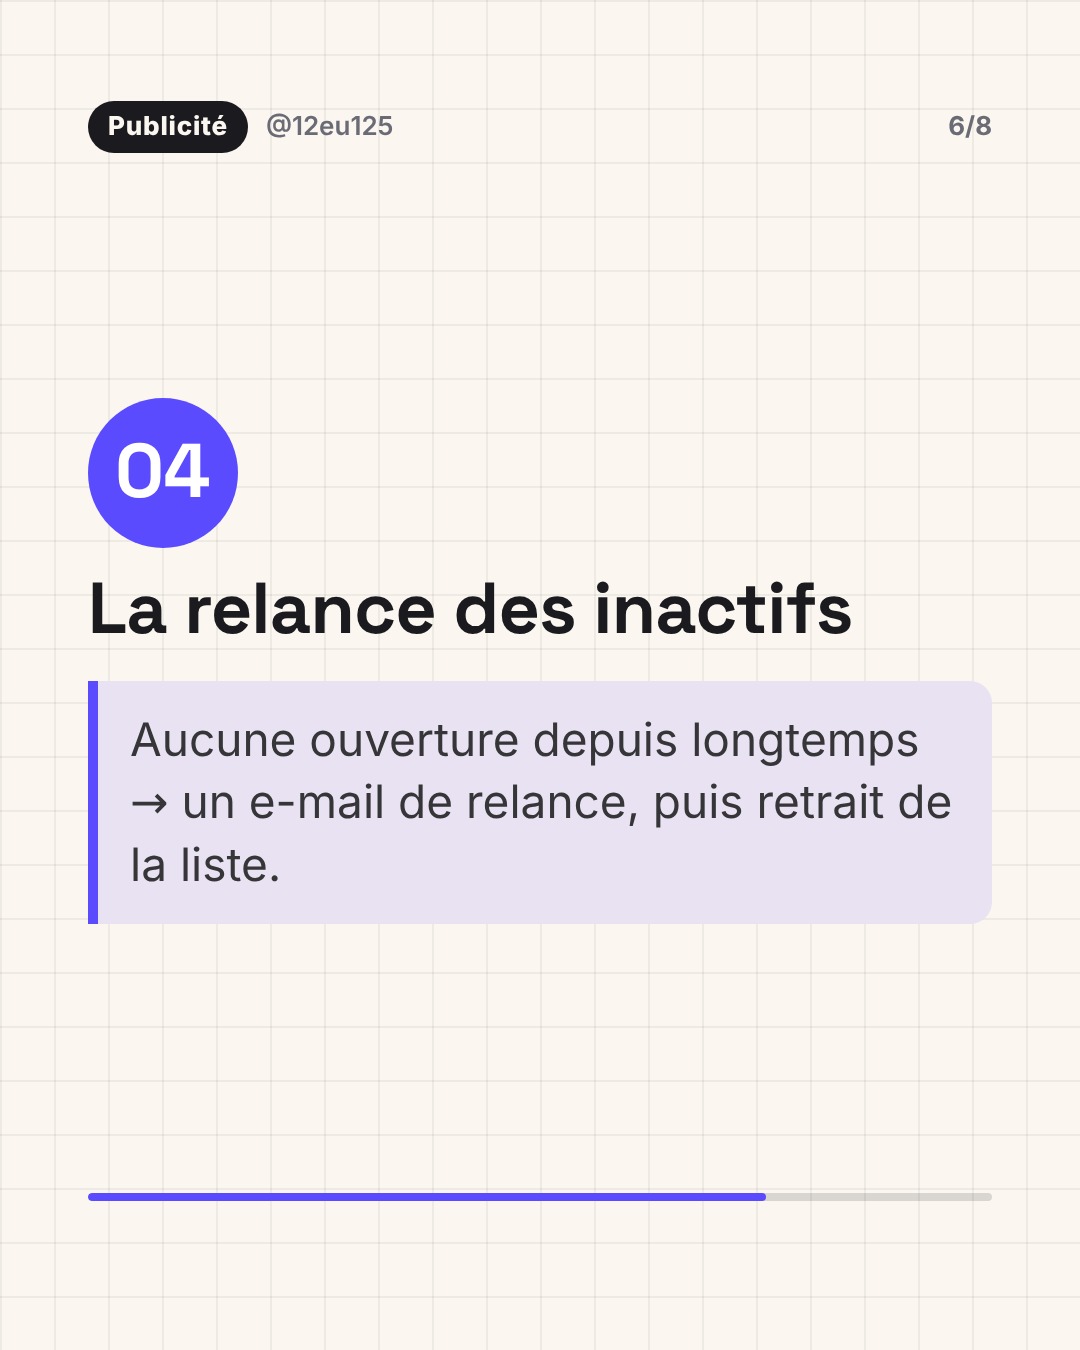 Publicité @12eu125 6/8
04
La relance des inactifs
Aucune ouverture depuis longtemps
→ un e-mail de relance, puis retrait de
la liste.